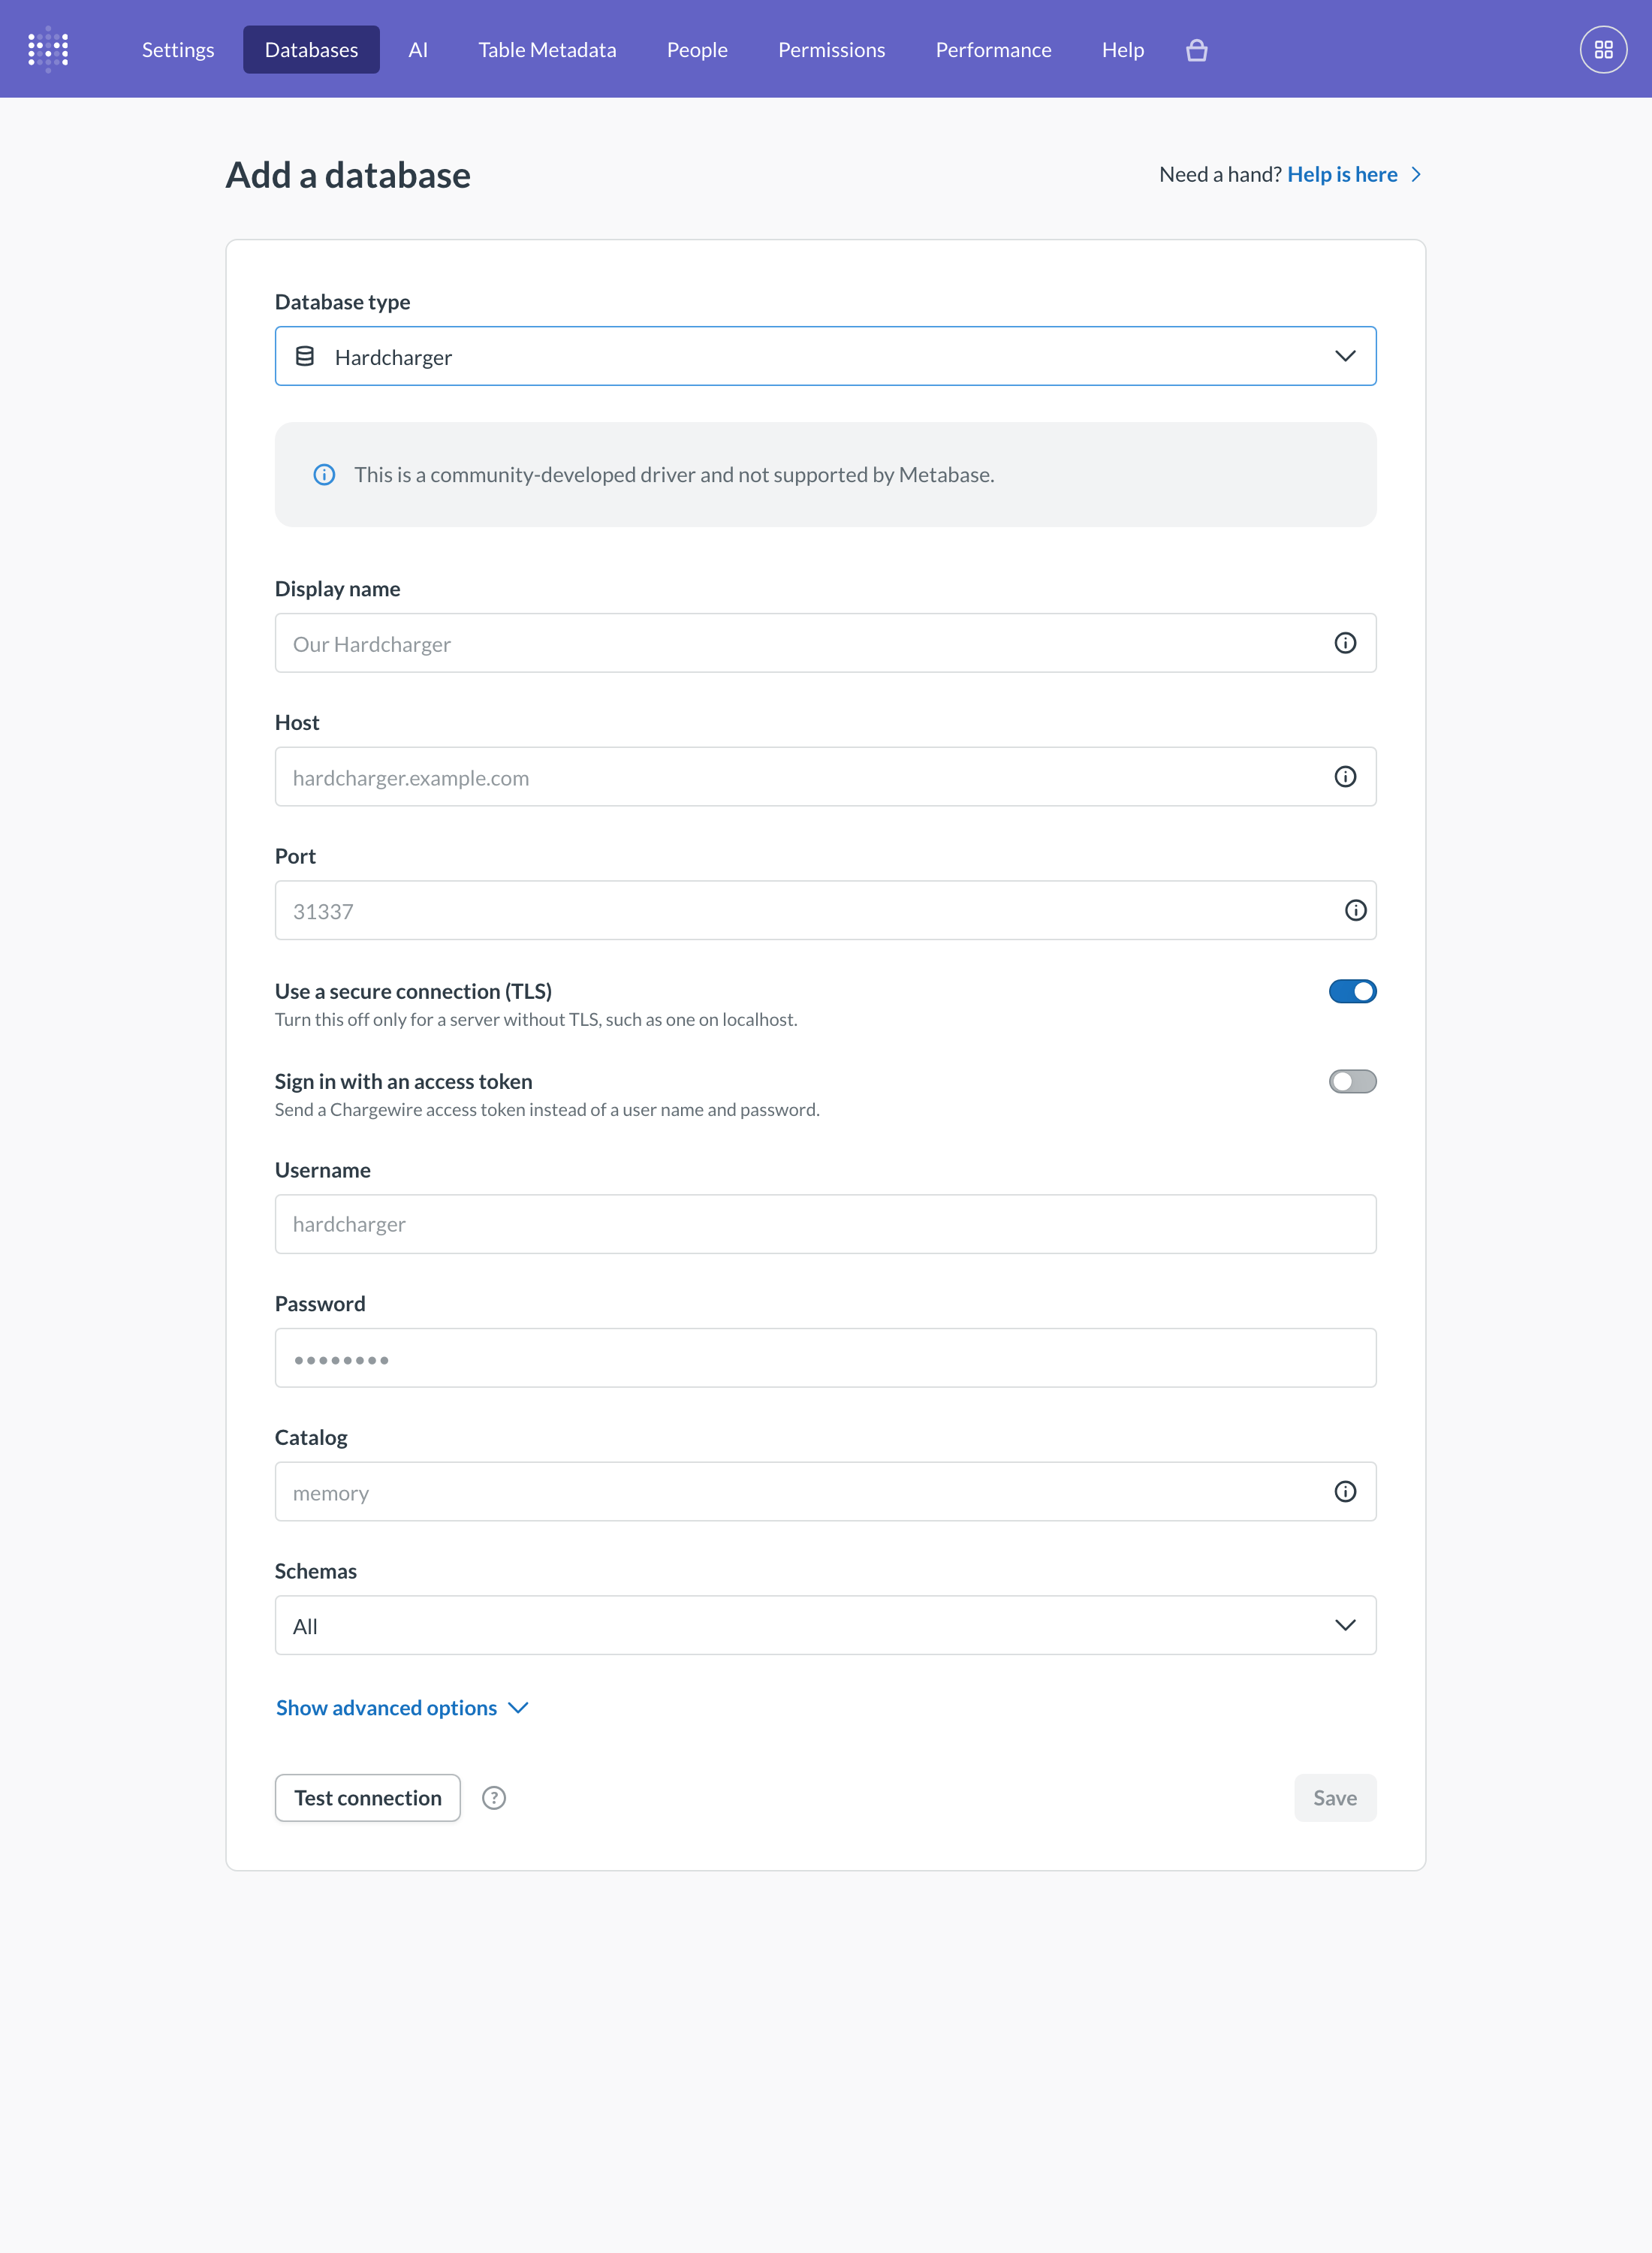 Settings Databases AI Table Metadata People Permissions Performance Help
Add a database
Need a hand? Help is here
Database type
Hardcharger
This is a community-developed driver and not supported by Metabase.
Display name
Our Hardcharger
Host
hardcharger.example.com
Port
31337
Use a secure connection (TLS)
Turn this off only for a server without TLS, such as one on localhost.
Sign in with an access token
Send a Chargewire access token instead of a user name and password.
Username
hardcharger
Password
••••••••
Catalog
memory
Schemas
All
Show advanced options
Test connection
Save